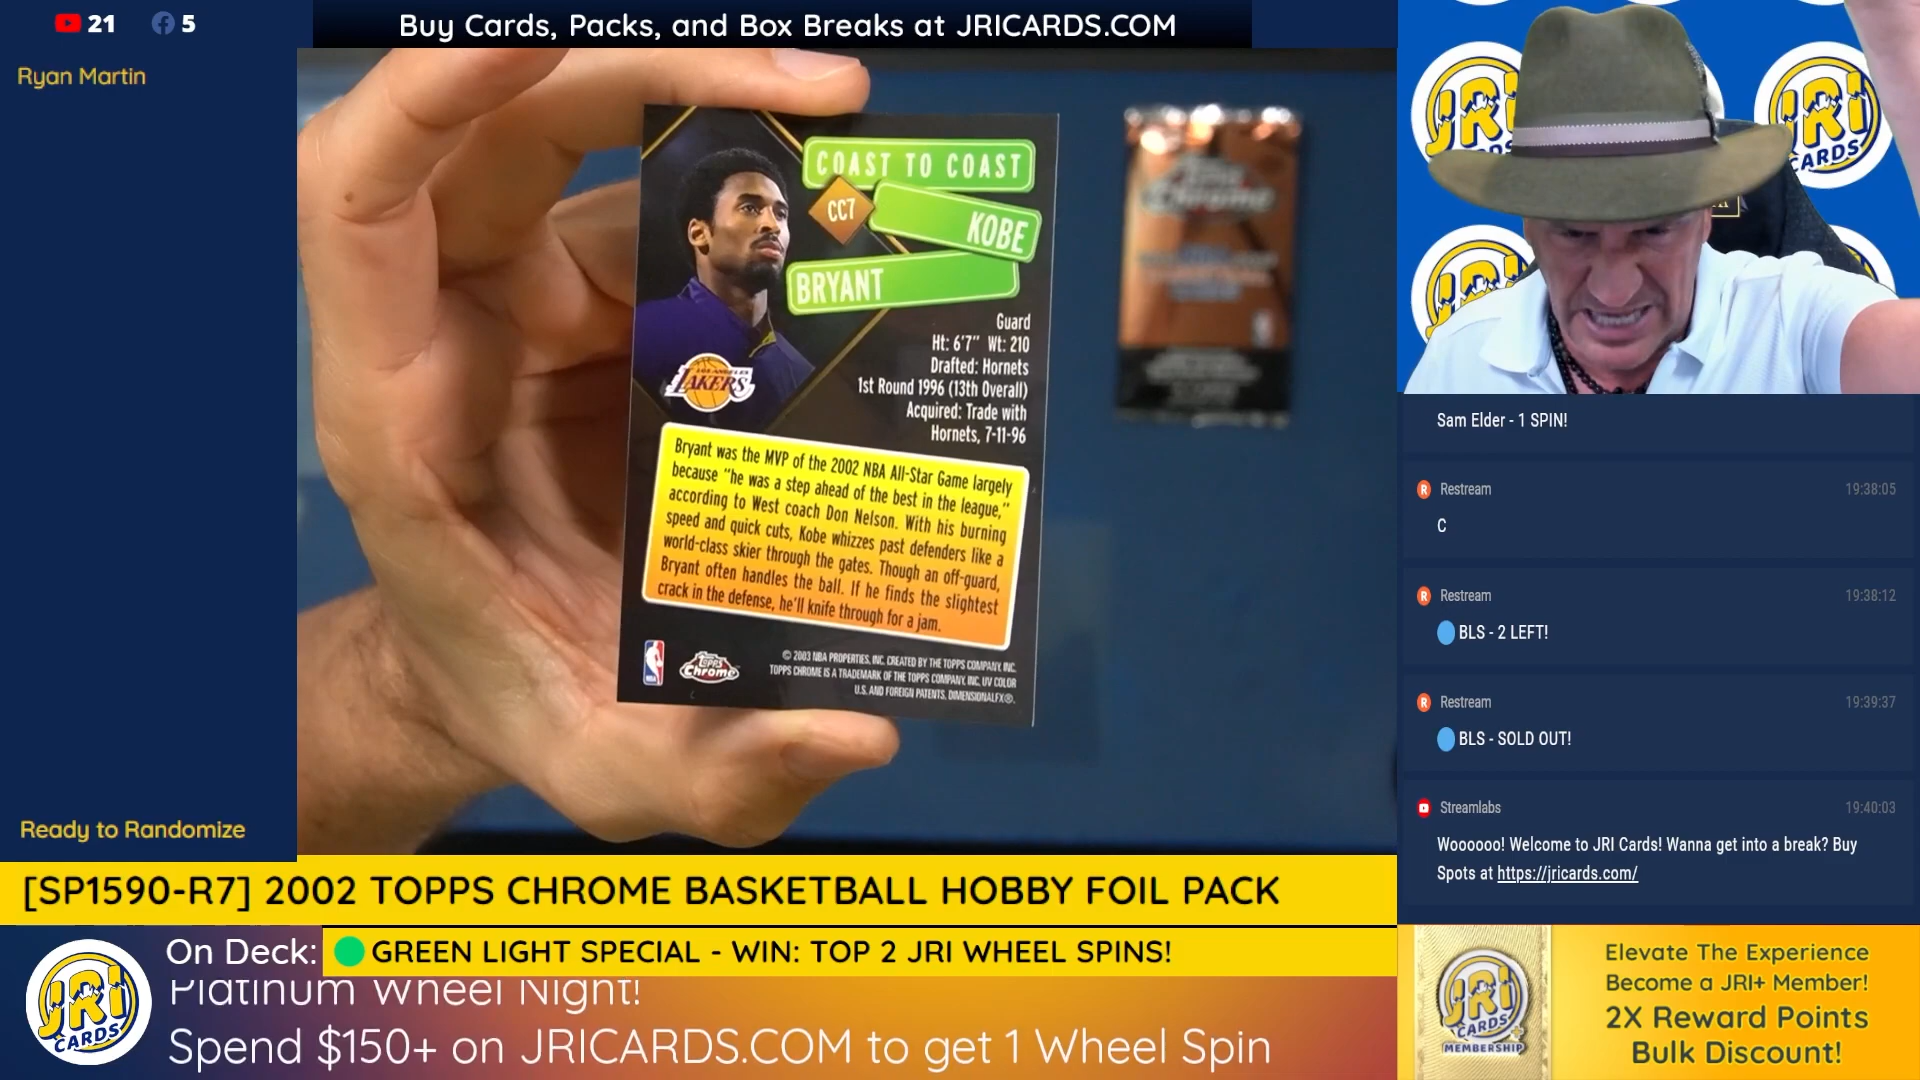 21
5
Buy Cards, Packs, and Box Breaks at JRICARDS.COM
Ryan Martin
COAST TO COAST
CC7
KOBE
BRYANT
Guard
Ht: 6'7" Wt: 210
Drafted: Hornets
1st Round 1996 (13th Overall)
Acquired: Trade with
Hornets, 7-11-96
LOS ANGELES
LAKERS
Bryant was the MVP of the 2002 NBA All-Star Game largely
because "he was a step ahead of the best in the league,"
according to West coach Don Nelson. With his burning
speed and quick cuts, Kobe whizzes past defenders like a
world-class skier through the gates. Though an off-guard,
Bryant often handles the ball. If he finds the slightest
crack in the defense, he'll knife through for a jam.
NBA
Topps
Chrome
© 2003 NBA PROPERTIES, INC. CREATED BY THE TOPPS COMPANY, INC.
TOPPS CHROME IS A TRADEMARK OF THE TOPPS COMPANY, INC. UV COLOR
U.S. AND FOREIGN PATENTS, DIMENSIONALFX®.
Chrome
JRI
CARDS
JRI
CARDS
JRI
JRI
Sam Elder - 1 SPIN!
Restream 19:38:05
C
Restream 19:38:12
BLS - 2 LEFT!
Restream 19:39:37
BLS - SOLD OUT!
Streamlabs 19:40:03
Woooooo! Welcome to JRI Cards! Wanna get into a break? Buy
Spots at https://jricards.com/
Ready to Randomize
[SP1590-R7] 2002 TOPPS CHROME BASKETBALL HOBBY FOIL PACK
On Deck: GREEN LIGHT SPECIAL - WIN: TOP 2 JRI WHEEL SPINS!
Platinum Wheel Night!
Spend $150+ on JRICARDS.COM to get 1 Wheel Spin
JRI
CARDS
JRI
CARDS+
MEMBERSHIP
Elevate The Experience
Become a JRI+ Member!
2X Reward Points
Bulk Discount!